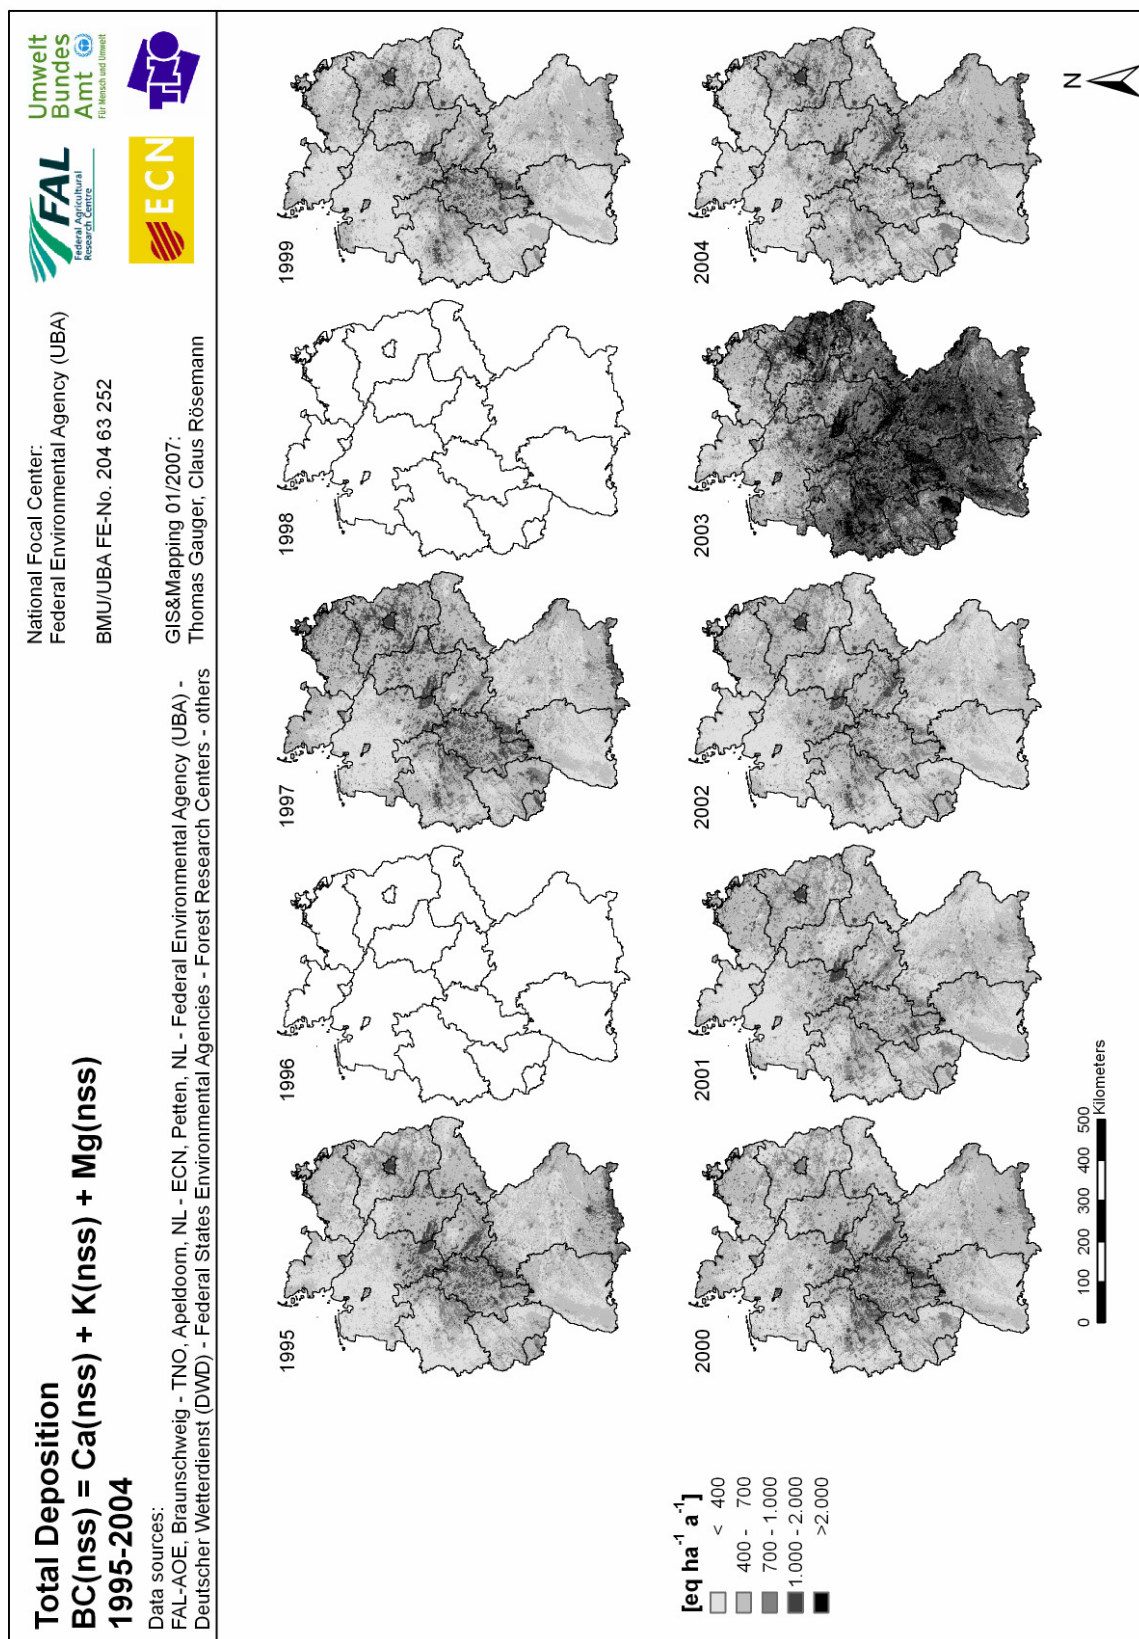 Total Deposition
BC(nss) = Ca(nss) + K(nss) + Mg(nss)
1995-2004
Data sources:
FAL-AOE, Braunschweig - TNO, Apeldoorn, NL - ECN, Petten, NL - Federal Environmental Agency (UBA) -
Deutscher Wetterdienst (DWD) - Federal States Environmental Agencies - Forest Research Centers - others
National Focal Center:
Federal Environmental Agency (UBA)
BMU/UBA FE-No. 204 63 252
GIS&Mapping 01/2007:
Thomas Gauger, Claus Rösemann
FAL
Federal Agricultural
Research Centre
Umwelt
Bundes
Amt
Für Mensch und Umwelt
ECN
TNO
1995
1996
1997
1998
1999
[eq ha⁻¹ a⁻¹]
< 400
400 - 700
700 - 1.000
1.000 - 2.000
>2.000
2000
2001
2002
2003
2004
0 100 200 300 400 500
Kilometers
N